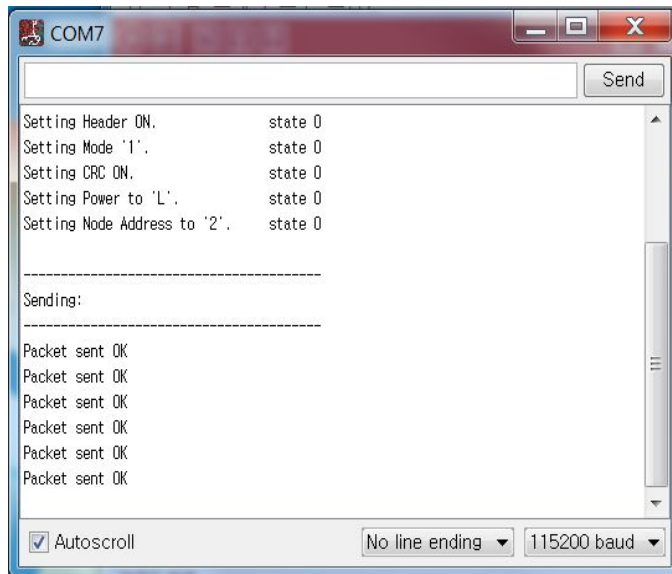 COM7
Send
Setting Header ON. state 0
Setting Mode '1'. state 0
Setting CRC ON. state 0
Setting Power to 'L'. state 0
Setting Node Address to '2'. state 0
----------------------------------------
Sending:
----------------------------------------
Packet sent OK
Packet sent OK
Packet sent OK
Packet sent OK
Packet sent OK
Packet sent OK
Autoscroll
No line ending
115200 baud